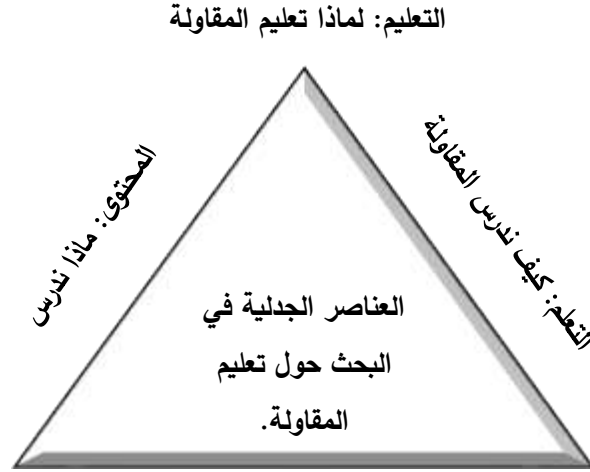 التعليم: لماذا تعليم المقاولة
التعلم: كيف ندرس المقاولة
المحتوى: ماذا ندرس
العناصر الجدلية في
البحث حول تعليم
المقاولة.